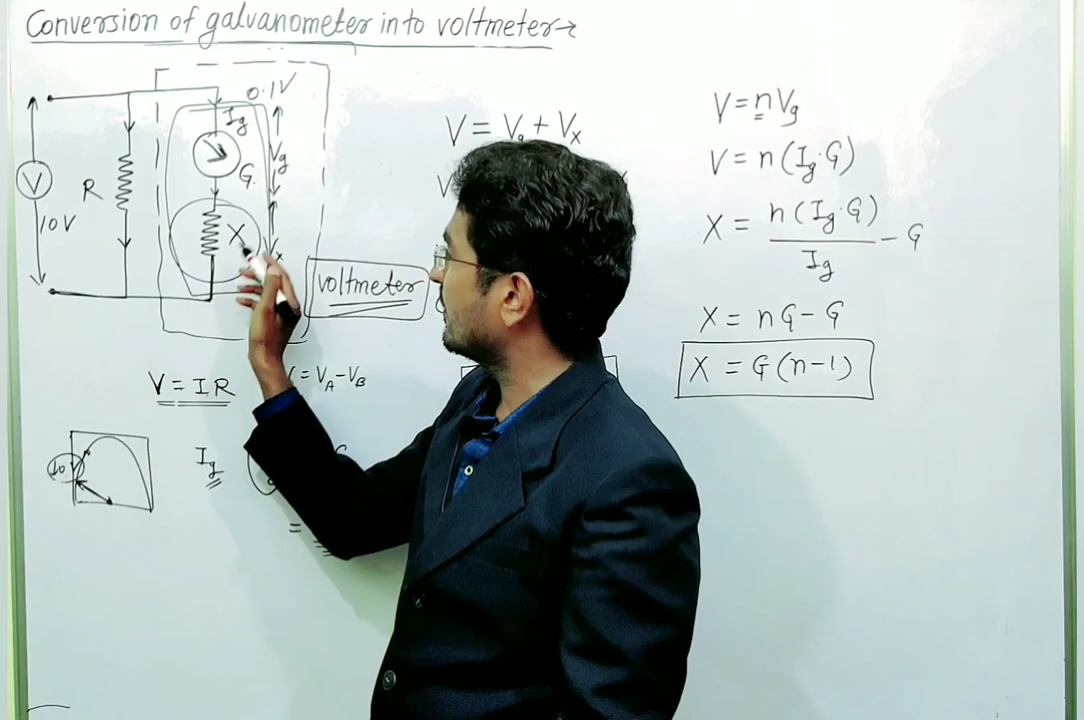 Conversion of galvanometer into voltmeter→
0.1V
Ig
Vg
G
V
R
10V
X
x
voltmeter
V = IR
= VA - VB
10
Ig
=
V = Vg + Vx
V
V = nVg
V = n(Ig·G)
X = n(Ig·G) / Ig - G
X = nG - G
X = G(n-1)